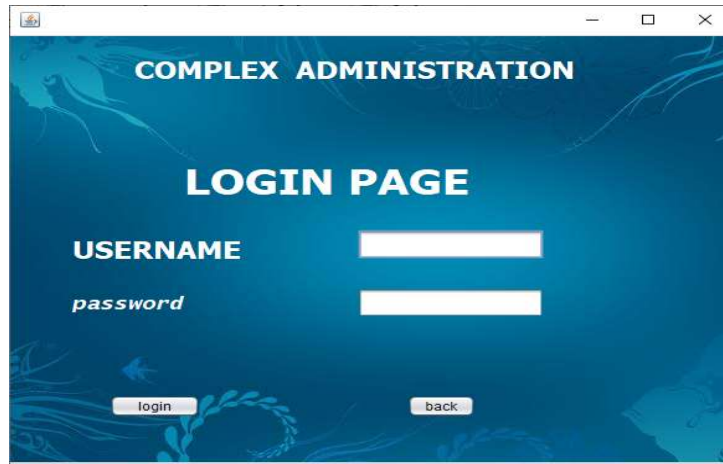 COMPLEX ADMINISTRATION
LOGIN PAGE
USERNAME
password
login back